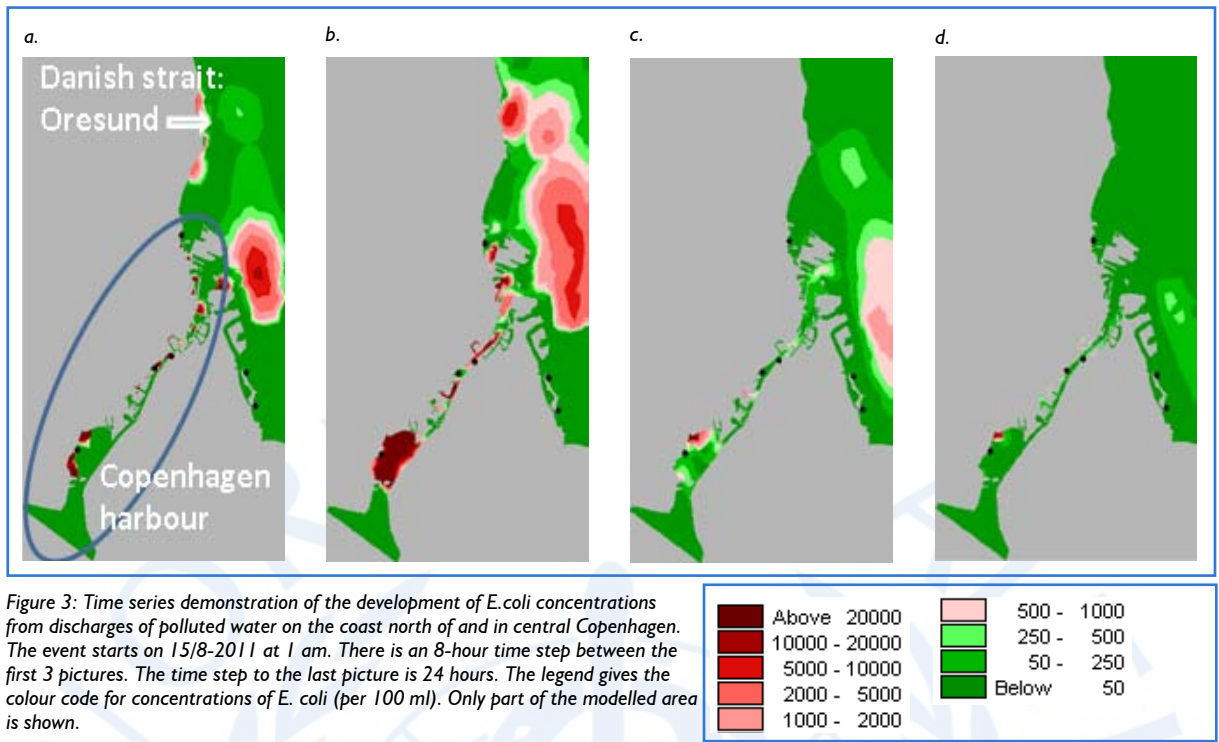 a.
b.
c.
d.
Danish strait:
Oresund
Copenhagen
harbour
Figure 3: Time series demonstration of the development of E.coli concentrations
from discharges of polluted water on the coast north of and in central Copenhagen.
The event starts on 15/8-2011 at 1 am. There is an 8-hour time step between the
first 3 pictures. The time step to the last picture is 24 hours. The legend gives the
colour code for concentrations of E. coli (per 100 ml). Only part of the modelled area
is shown.
Above 20000
10000 - 20000
5000 - 10000
2000 - 5000
1000 - 2000
500 - 1000
250 - 500
50 - 250
Below 50